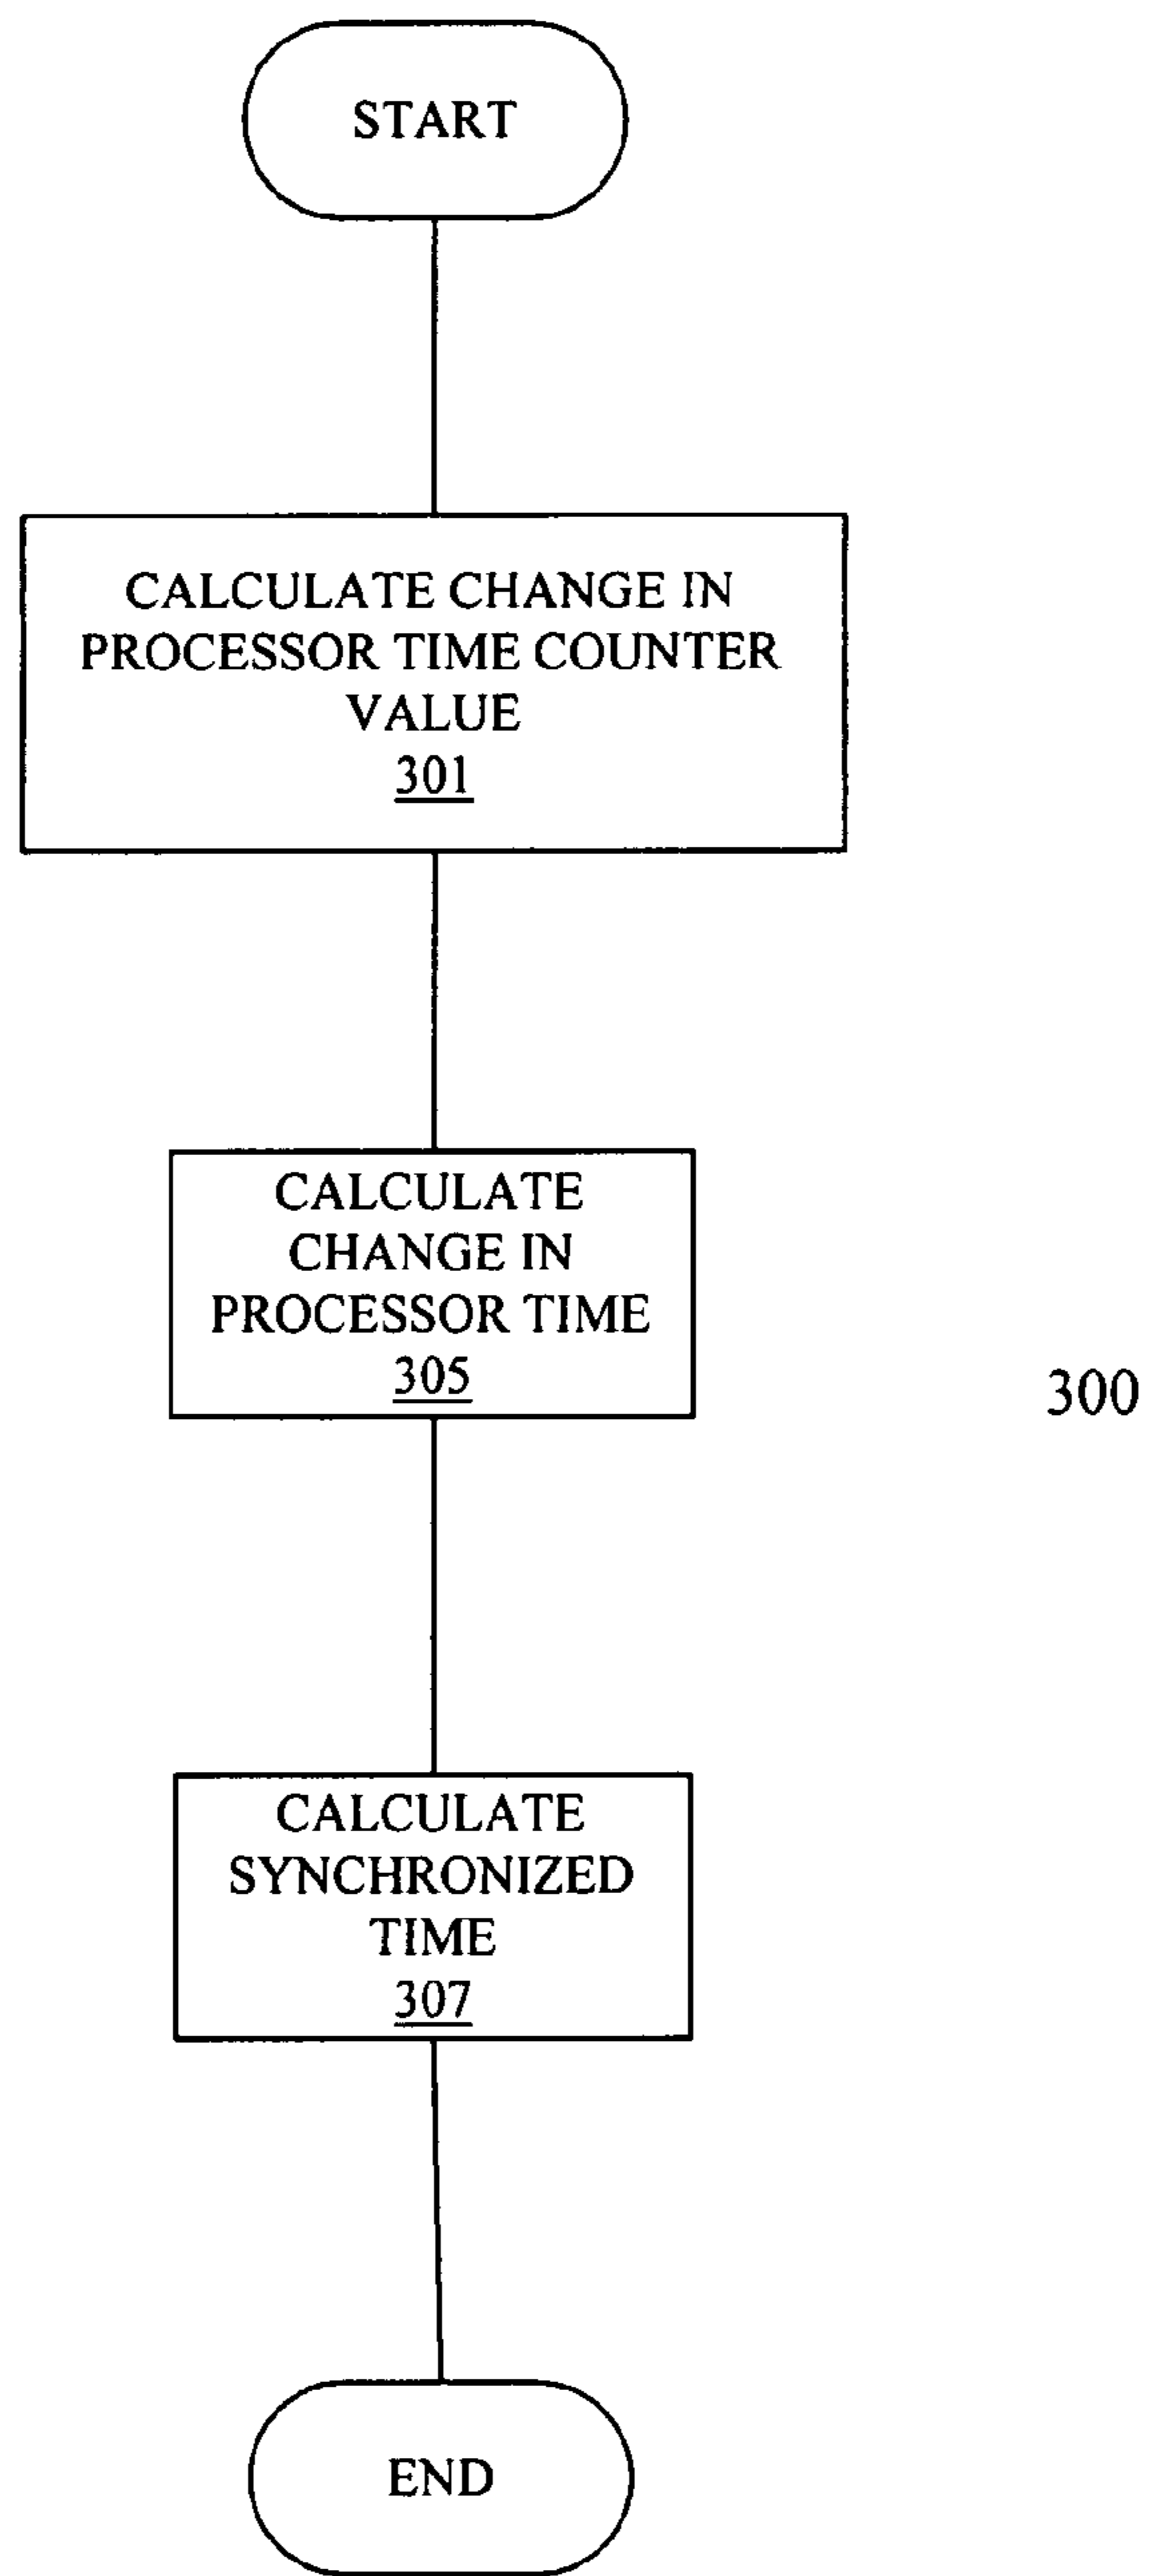 START
CALCULATE CHANGE IN
PROCESSOR TIME COUNTER
VALUE
301
CALCULATE
CHANGE IN
PROCESSOR TIME
305
300
CALCULATE
SYNCHRONIZED
TIME
307
END